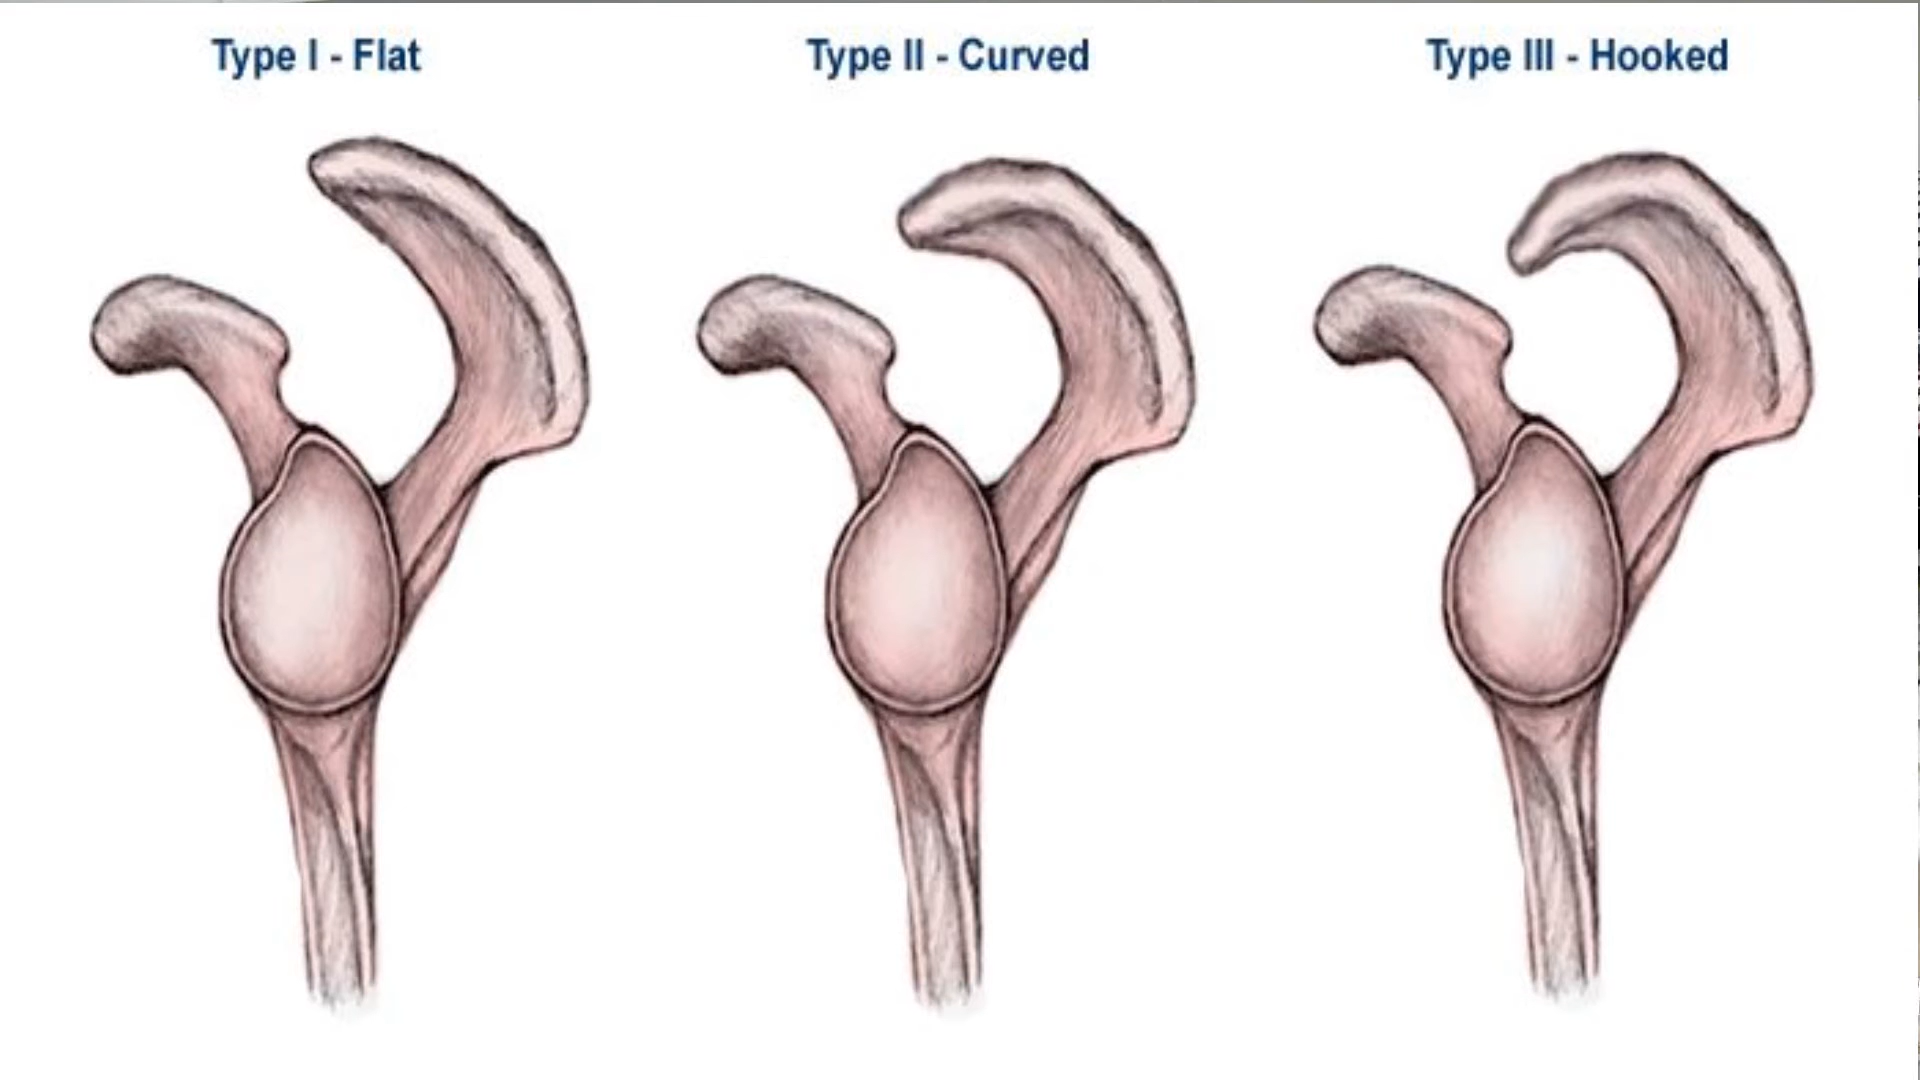 Type I - Flat
Type II - Curved
Type III - Hooked